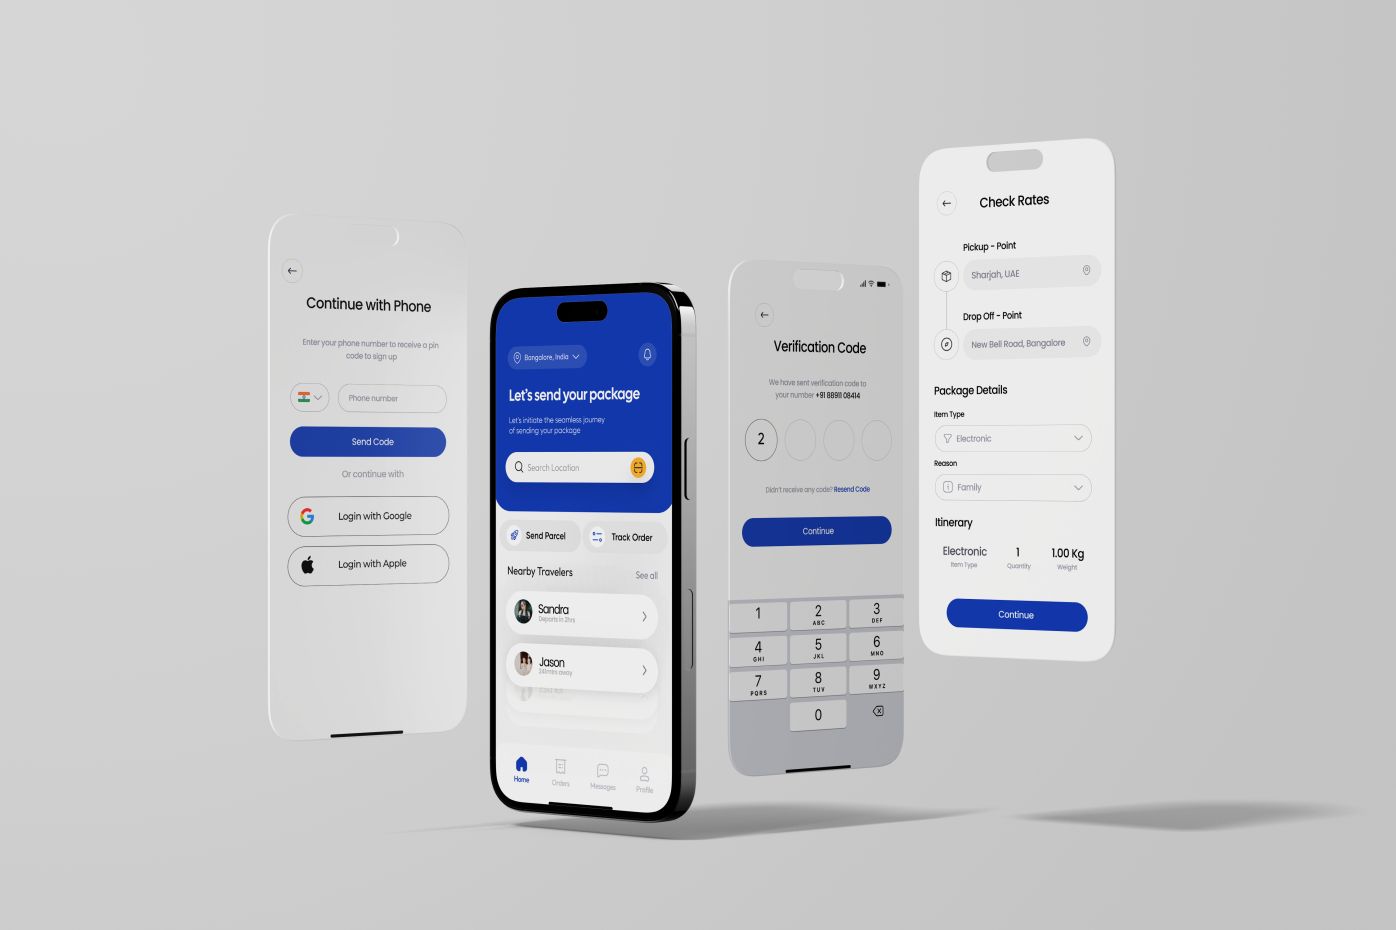 Continue with Phone
Enter your phone number to receive a pin
code to sign up
Phone number
Send Code
Or continue with
Login with Google
Login with Apple
Bangalore, India
Let's send your package
Let's initiate the seamless journey
of sending your package
Search Location
Send Parcel
Track Order
Nearby Travelers
See all
Sandra
Departs in 2hrs
Jason
Home
Orders
Messages
Profile
Verification Code
We have sent verification code to
your number +91 88911 08414
2
Didn't receive any code? Resend Code
Continue
1
2
ABC
3
DEF
4
GHI
5
JKL
6
MNO
7
PQRS
8
TUV
9
WXYZ
0
Check Rates
Pickup - Point
Sharjah, UAE
Drop Off - Point
New Bell Road, Bangalore
Package Details
Item Type
Electronic
Reason
Family
Itinerary
Electronic
Item Type
1
Quantity
1.00 Kg
Weight
Continue